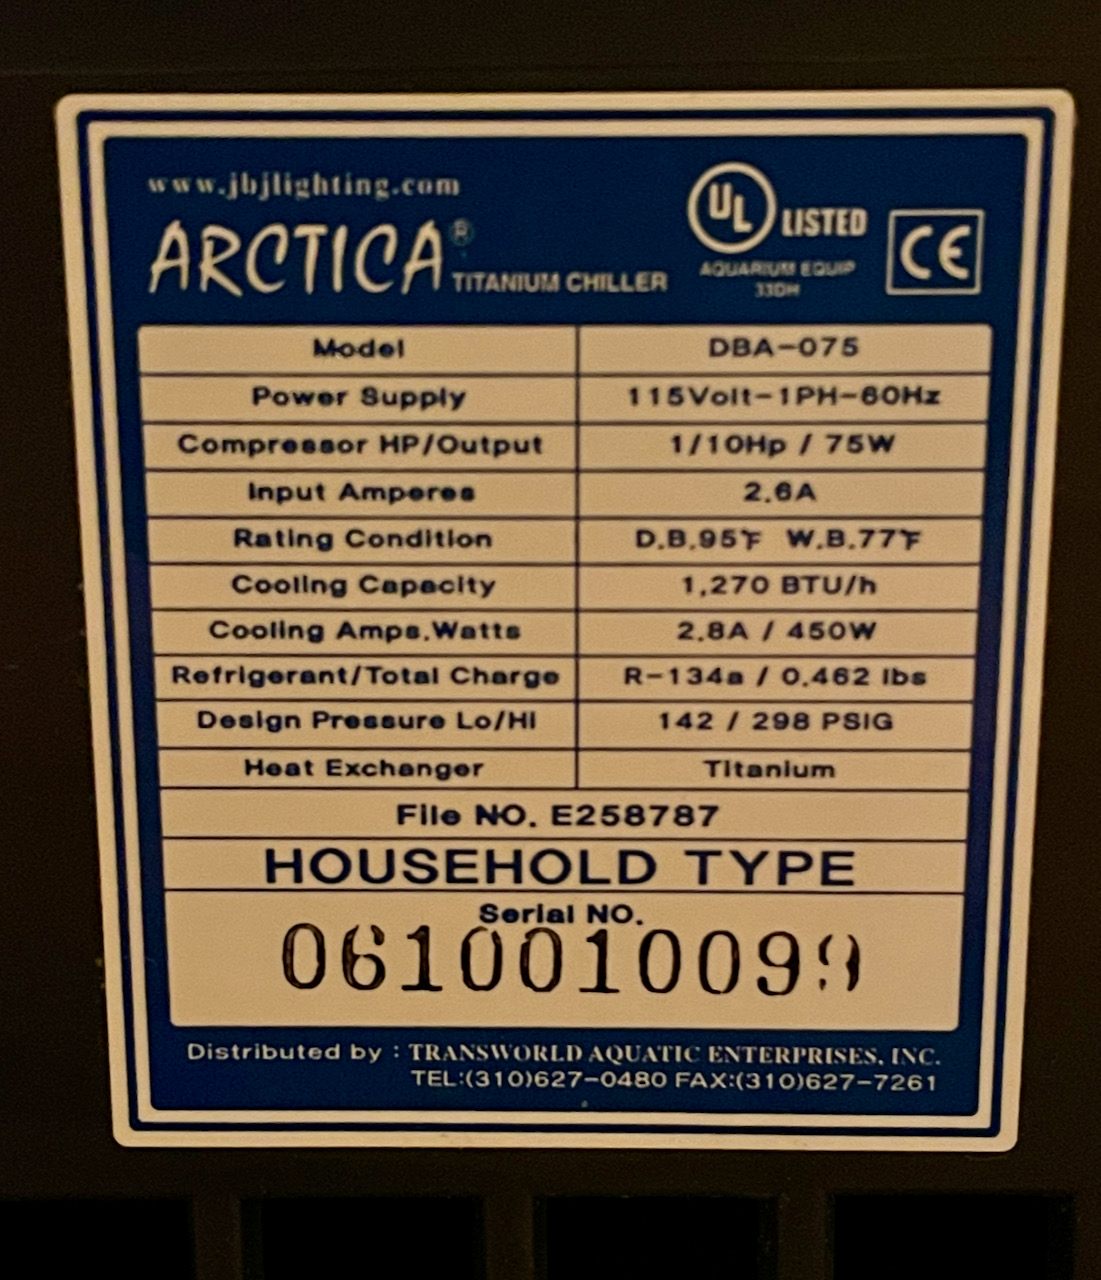 www.jbjlighting.com
ARCTICA® TITANIUM CHILLER
UL LISTED
AQUARIUM EQUIP
33DH
CE
Model DBA-075
Power Supply 115Volt-1PH-60Hz
Compressor HP/Output 1/10Hp / 75W
Input Amperes 2.6A
Rating Condition D.B.95℉ W.B.77℉
Cooling Capacity 1,270 BTU/h
Cooling Amps.Watts 2.8A / 450W
Refrigerant/Total Charge R-134a / 0.462 lbs
Design Pressure Lo/Hi 142 / 298 PSIG
Heat Exchanger Titanium
File NO. E258787
HOUSEHOLD TYPE
Serial NO.
0610010099
Distributed by : TRANSWORLD AQUATIC ENTERPRISES, INC.
TEL:(310)627-0480 FAX:(310)627-7261